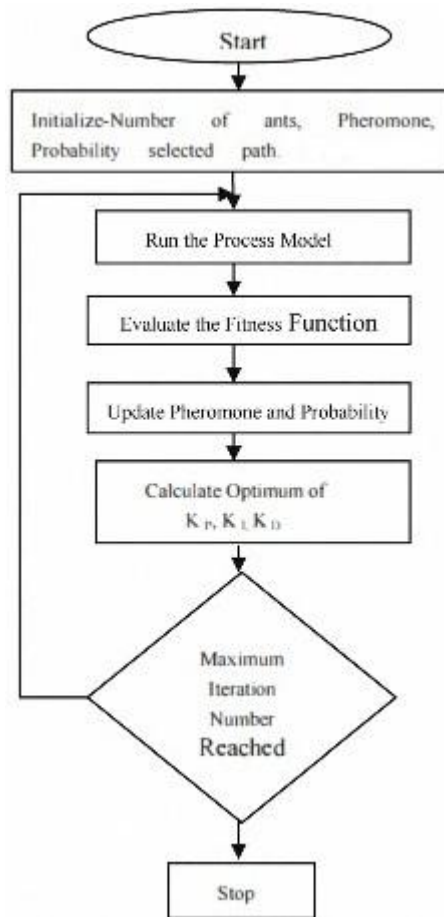 Start
Initialize-Number of ants, Pheromone,
Probability selected path.
Run the Process Model
Evaluate the Fitness Function
Update Pheromone and Probability
Calculate Optimum of
K P, K I, K D
Maximum
Iteration
Number
Reached
Stop